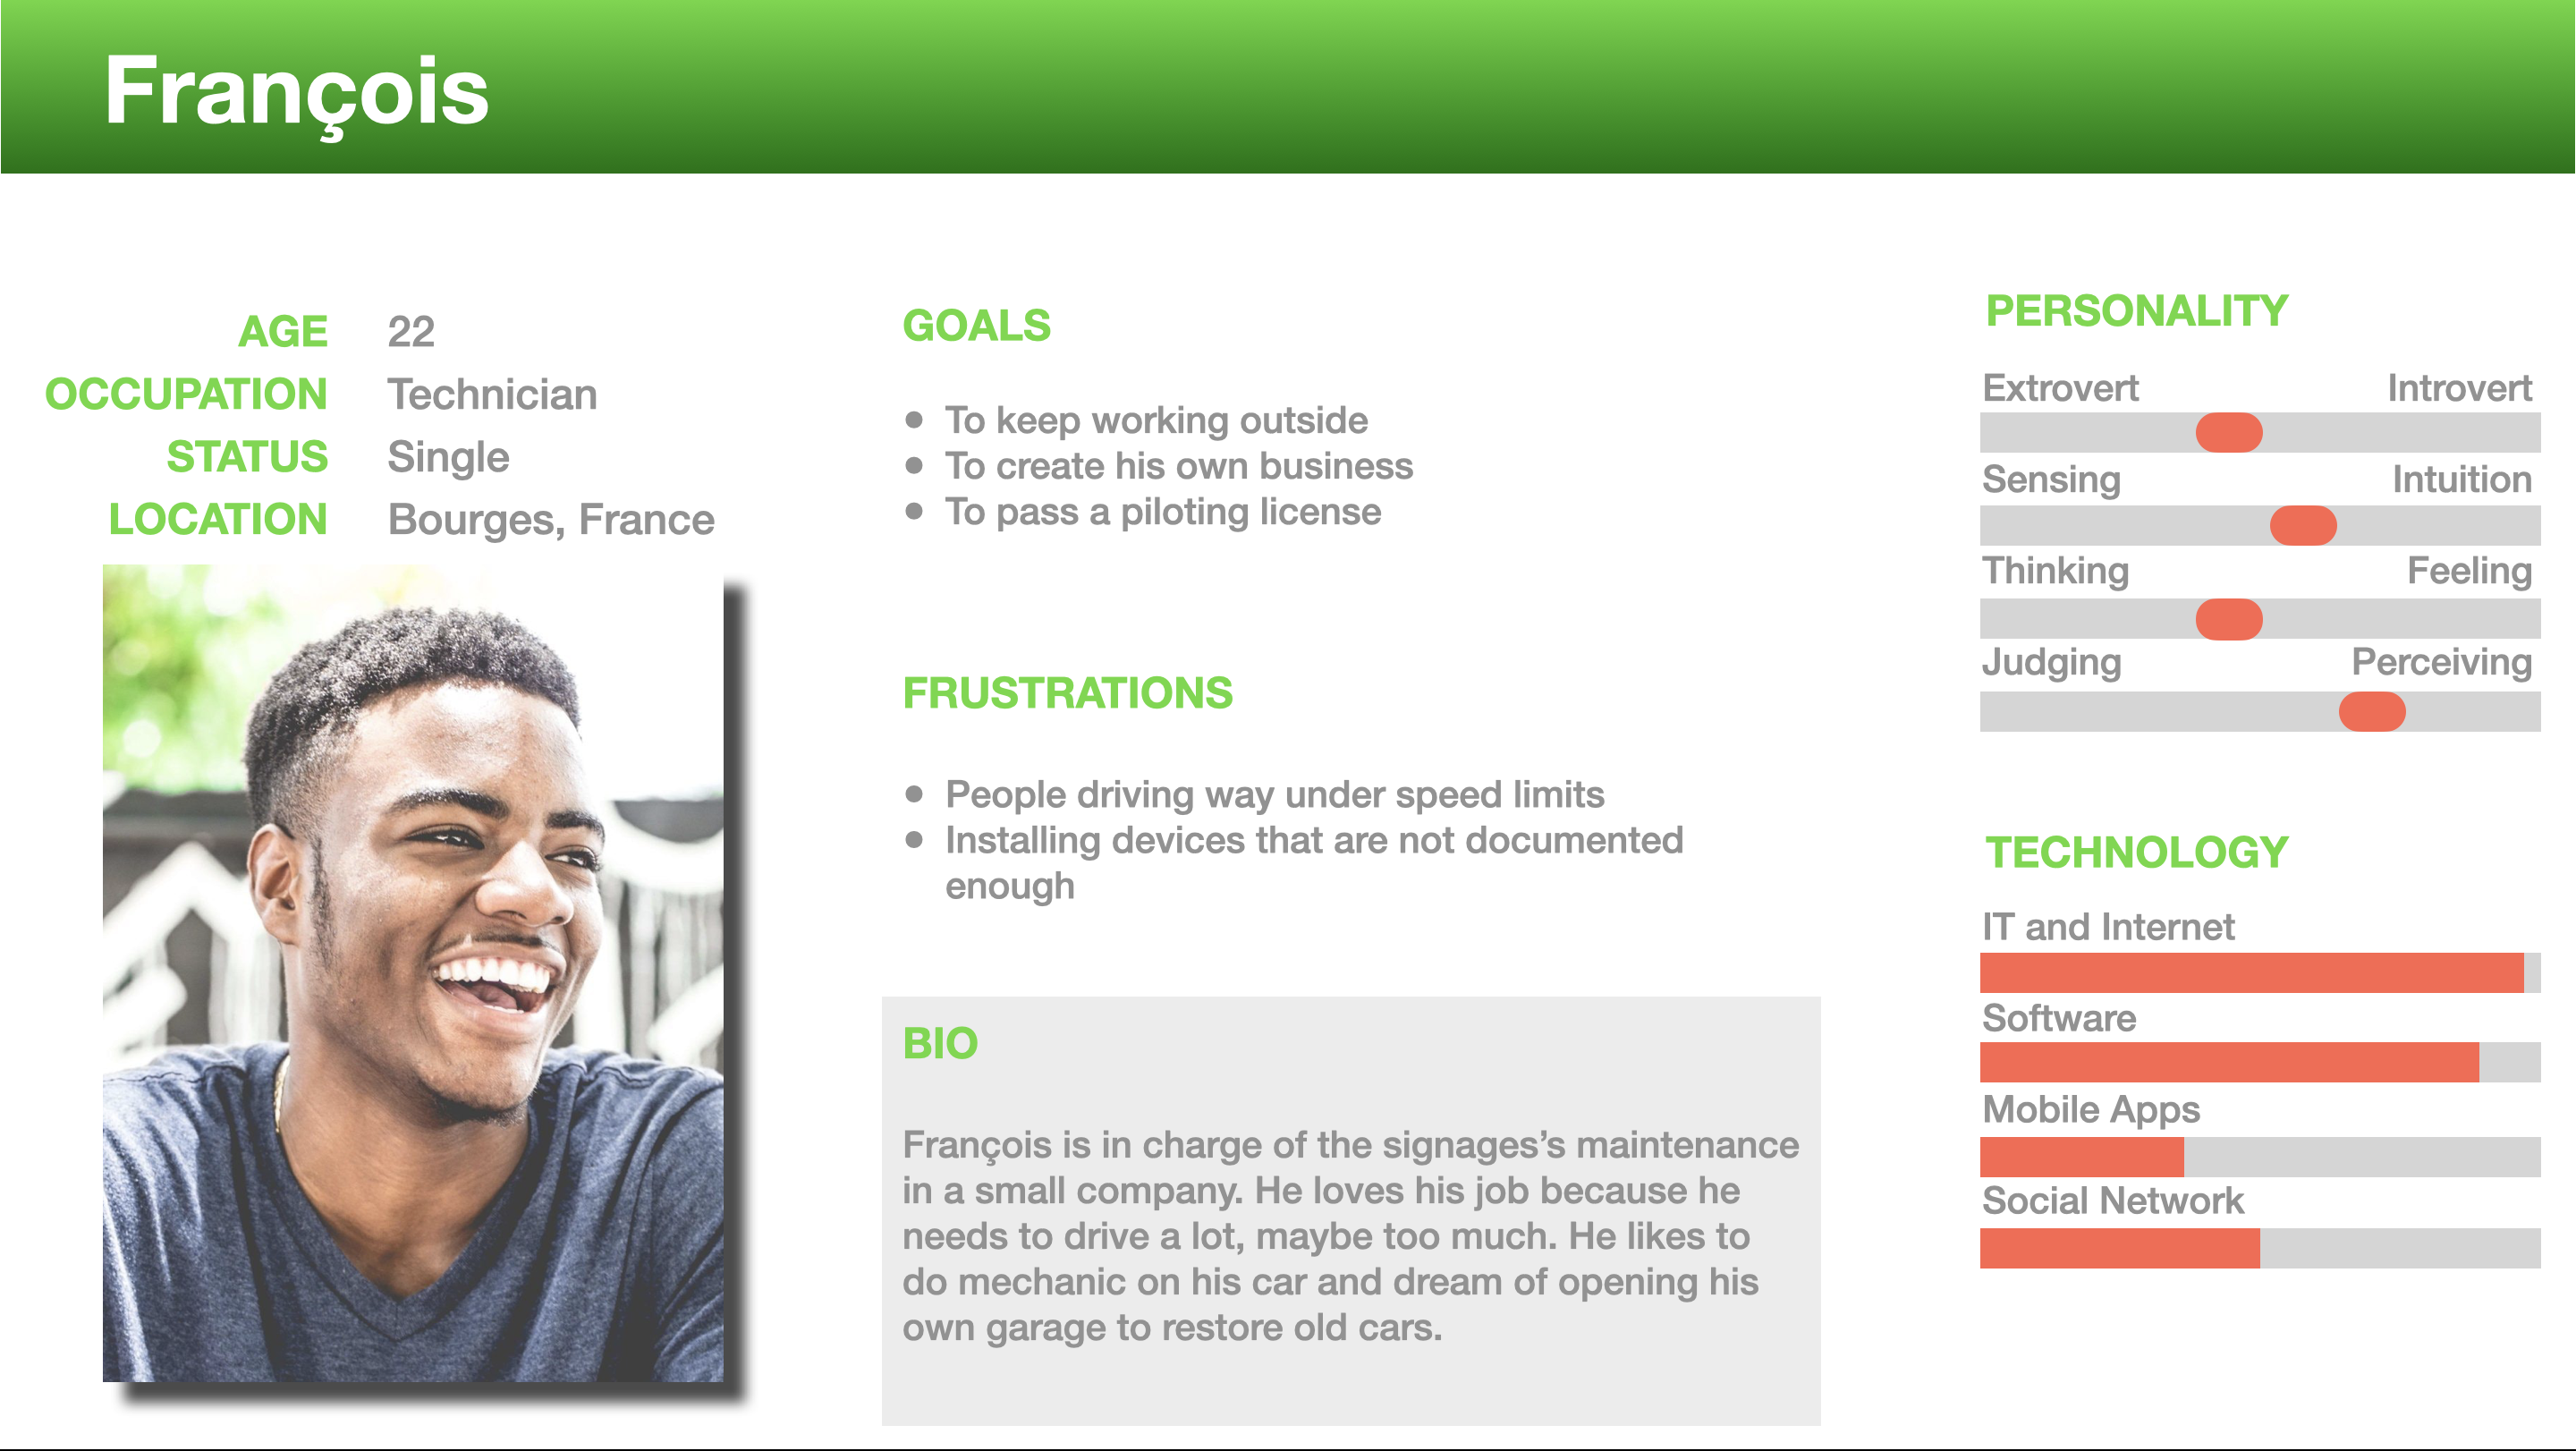 François
AGE 22
OCCUPATION Technician
STATUS Single
LOCATION Bourges, France
GOALS
• To keep working outside
• To create his own business
• To pass a piloting license
FRUSTRATIONS
• People driving way under speed limits
• Installing devices that are not documented
enough
BIO
François is in charge of the signages’s maintenance
in a small company. He loves his job because he
needs to drive a lot, maybe too much. He likes to
do mechanic on his car and dream of opening his
own garage to restore old cars.
PERSONALITY
Extrovert Introvert
Sensing Intuition
Thinking Feeling
Judging Perceiving
TECHNOLOGY
IT and Internet
Software
Mobile Apps
Social Network